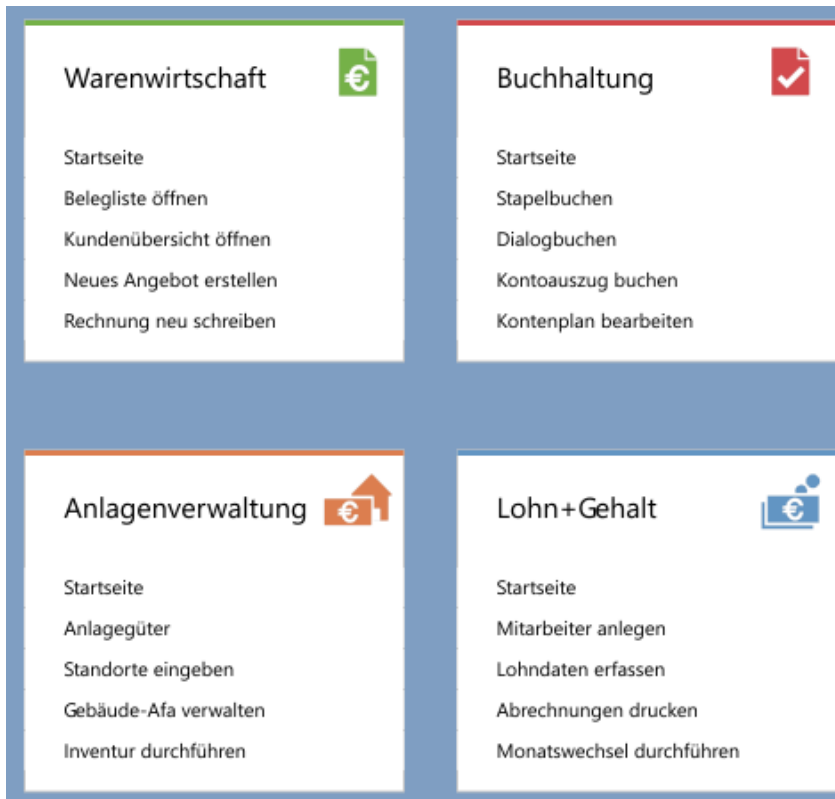 Warenwirtschaft
Startseite
Belegliste öffnen
Kundenübersicht öffnen
Neues Angebot erstellen
Rechnung neu schreiben
Buchhaltung
Startseite
Stapelbuchen
Dialogbuchen
Kontoauszug buchen
Kontenplan bearbeiten
Anlagenverwaltung
Startseite
Anlagegüter
Standorte eingeben
Gebäude-Afa verwalten
Inventur durchführen
Lohn+Gehalt
Startseite
Mitarbeiter anlegen
Lohndaten erfassen
Abrechnungen drucken
Monatswechsel durchführen